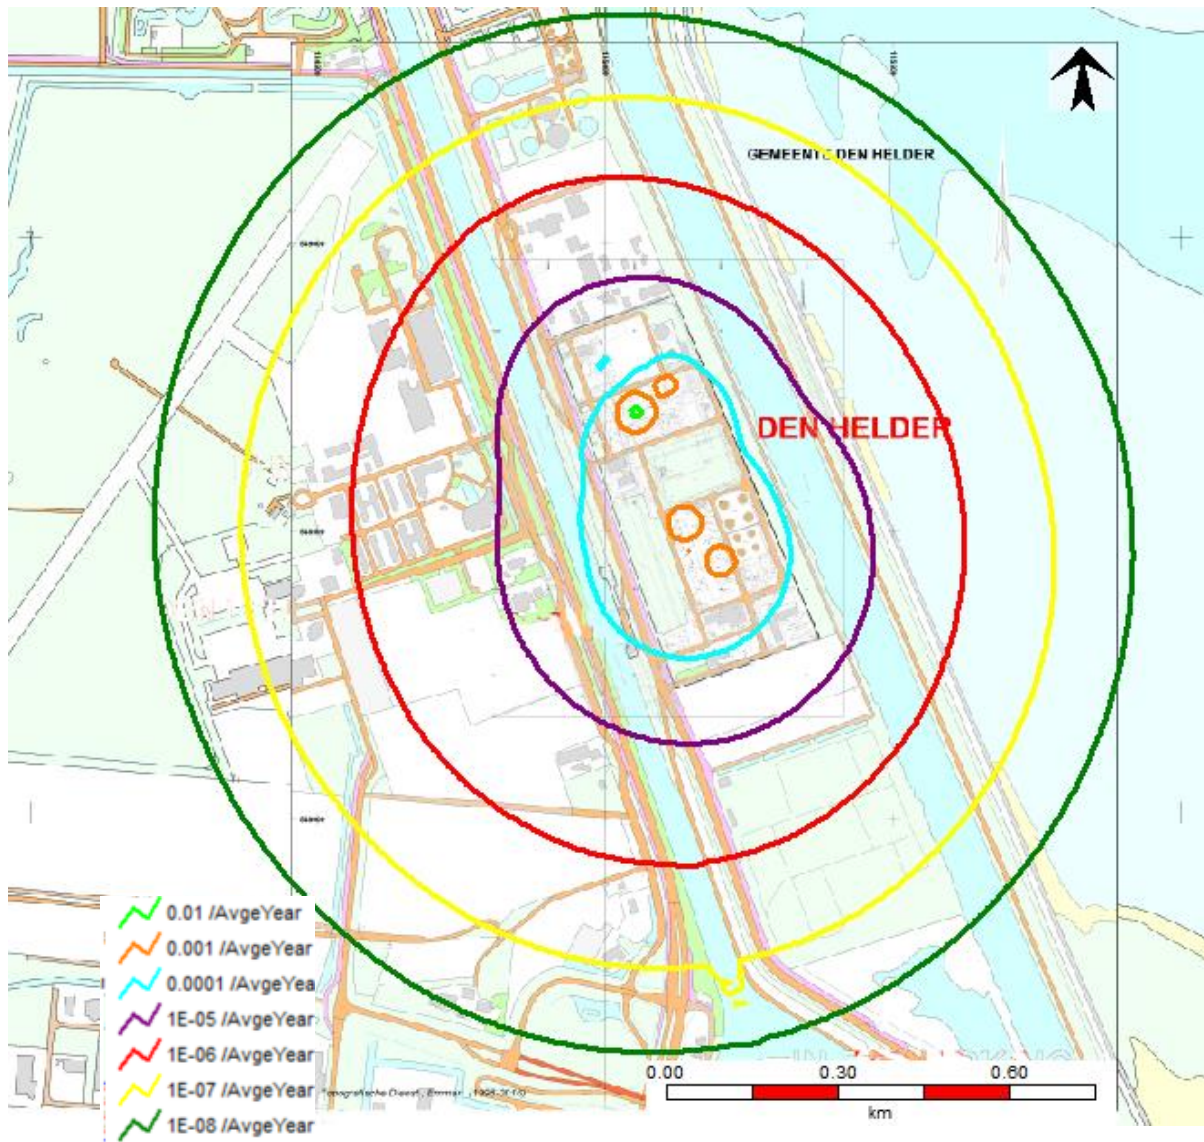 GEMEENTE DEN HELDER
DEN HELDER
0.01 /AvgeYear
0.001 /AvgeYear
0.0001 /AvgeYea
1E-05 /AvgeYear
1E-06 /AvgeYear
1E-07 /AvgeYear
1E-08 /AvgeYear
0.00 0.30 0.60
km